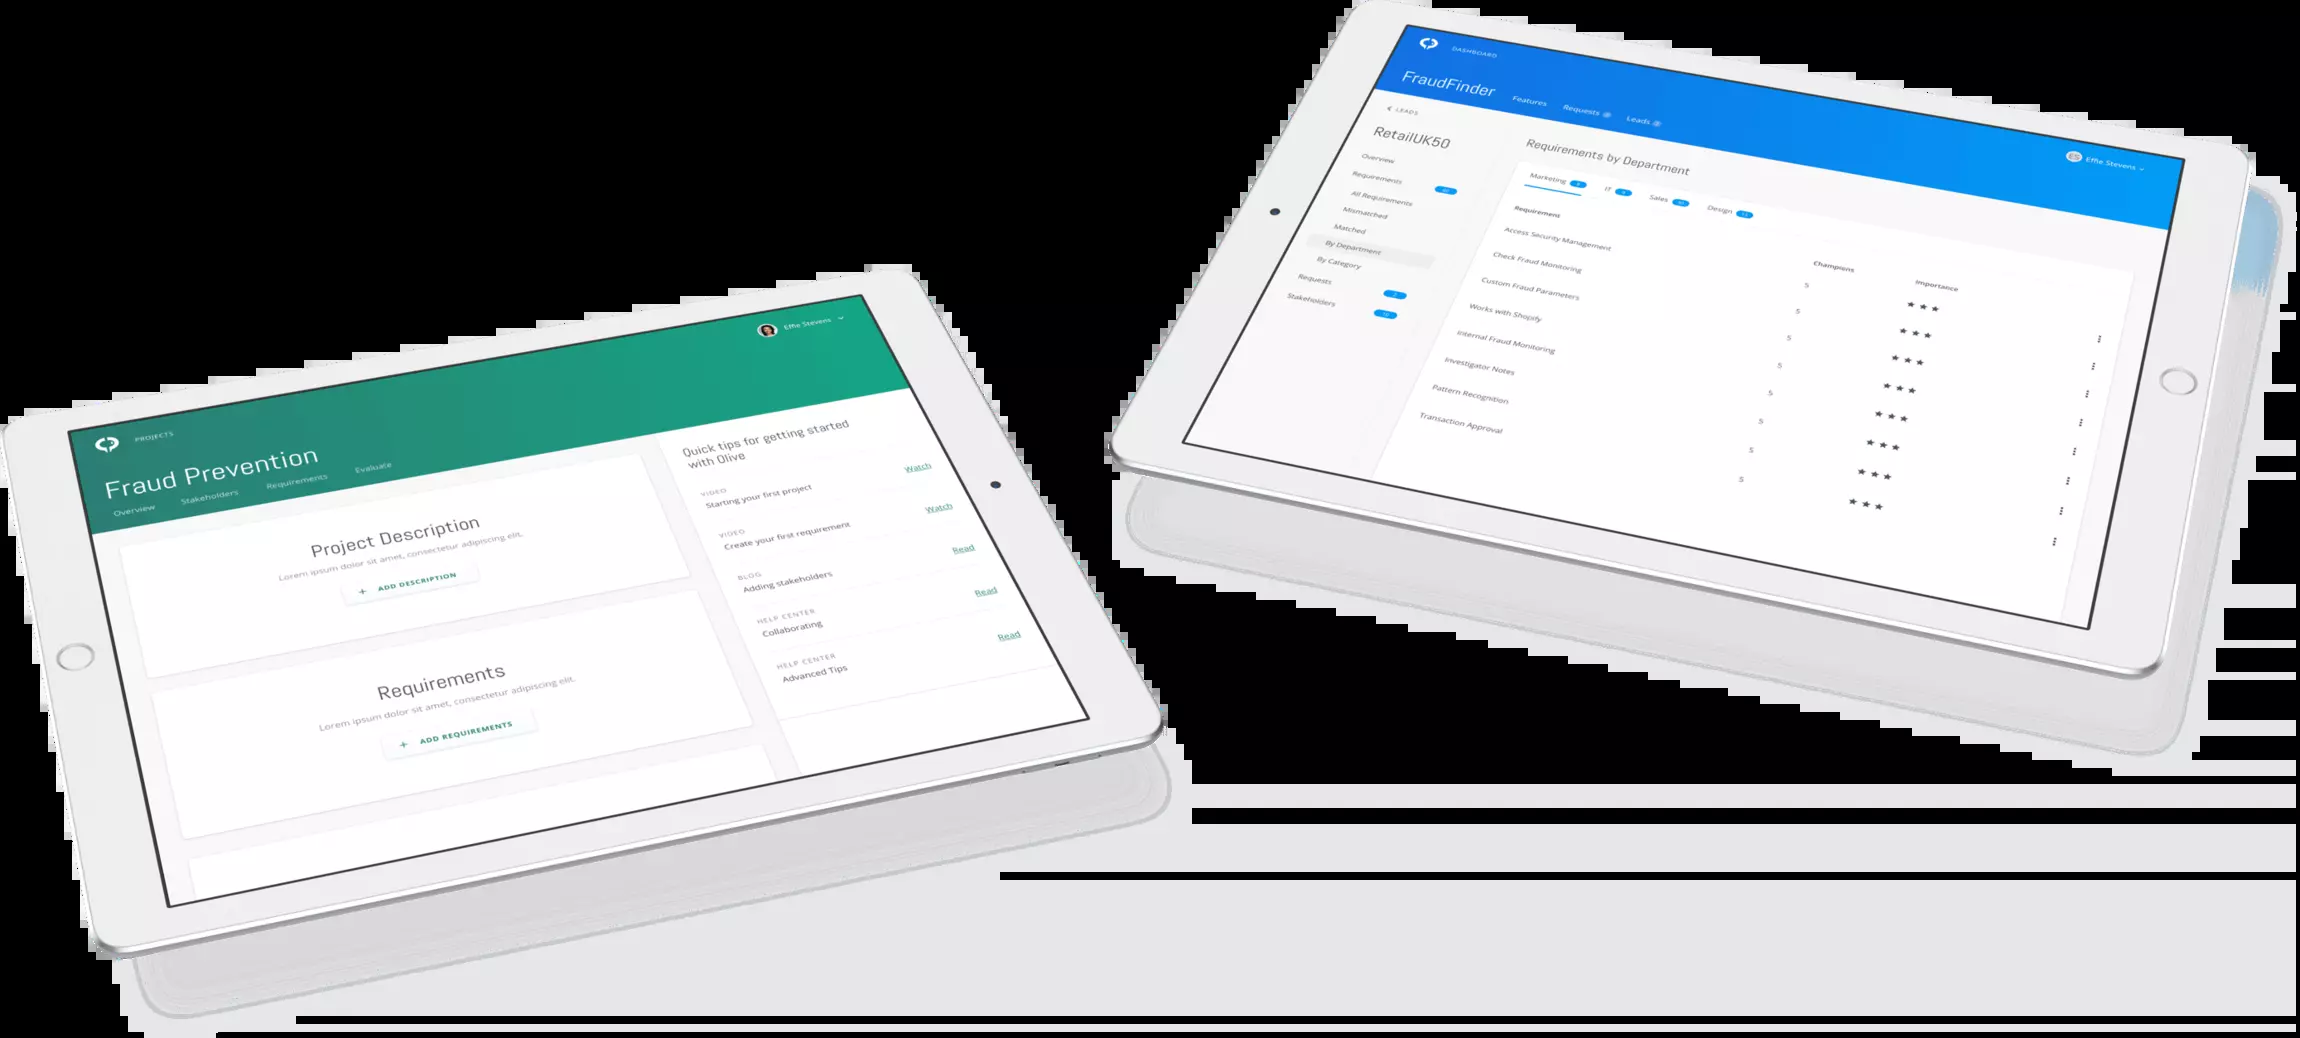 PROJECTS
Effie Stevens
Fraud Prevention
Overview Stakeholders Requirements Evaluate
Project Description
Lorem ipsum dolor sit amet, consectetur adipiscing elit.
+ ADD DESCRIPTION
Requirements
Lorem ipsum dolor sit amet, consectetur adipiscing elit.
+ ADD REQUIREMENTS
Quick tips for getting started
with Olive
VIDEO
Starting your first project
Watch
VIDEO
Create your first requirement
Watch
BLOG
Adding stakeholders
Read
HELP CENTER
Collaborating
Read
HELP CENTER
Advanced Tips
Read
DASHBOARD
FraudFinder
Features Requests Leads
ES Effie Stevens
LEADS
RetailUK50
Overview
Requirements
All Requirements
Mismatched
Matched
By Department
By Category
Requests
Stakeholders
Requirements by Department
Marketing IT Sales Design
Requirement Champions Importance
Access Security Management 5 ★★★
Check Fraud Monitoring 5 ★★★
Custom Fraud Parameters 5 ★★★
Works with Shopify 5 ★★★
Internal Fraud Monitoring 5 ★★★
Investigator Notes 5 ★★★
Pattern Recognition 5 ★★★
Transaction Approval 5 ★★★